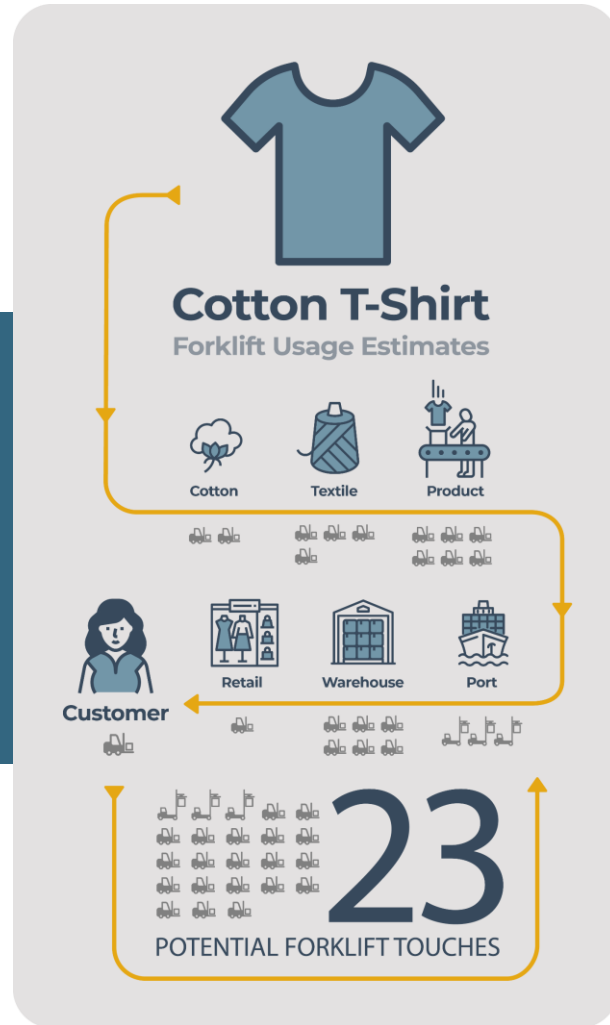 Cotton T-Shirt
Forklift Usage Estimates
Cotton
Textile
Product
Customer
Retail
Warehouse
Port
23
POTENTIAL FORKLIFT TOUCHES